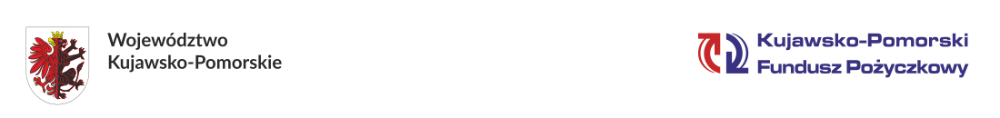 Województwo
Kujawsko-Pomorskie
Kujawsko-Pomorski
Fundusz Pożyczkowy